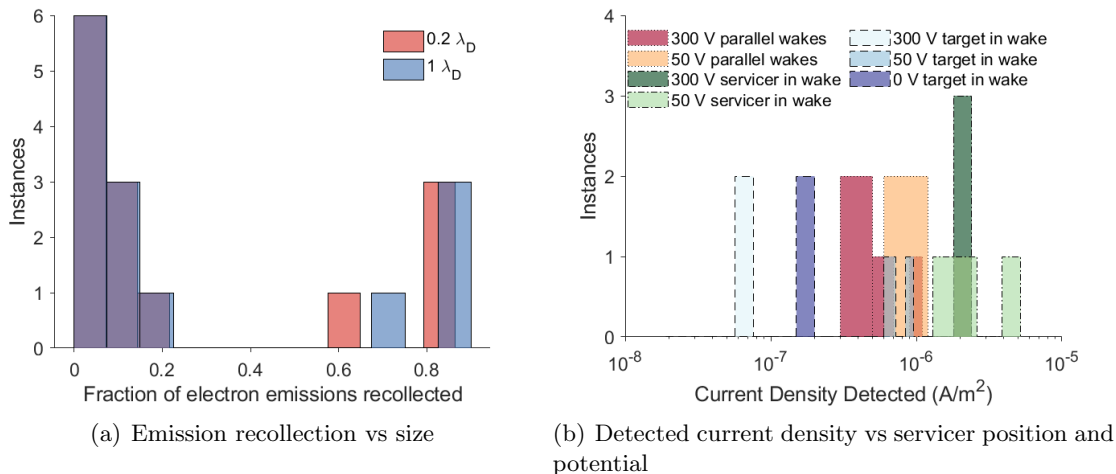 6
5
4
3
2
1
0
Instances
0.2 λD
1 λD
0
0.2
0.4
0.6
0.8
Fraction of electron emissions recollected
(a) Emission recollection vs size
4
3
2
1
0
Instances
300 V parallel wakes
50 V parallel wakes
300 V servicer in wake
50 V servicer in wake
300 V target in wake
50 V target in wake
0 V target in wake
10-8
10-7
10-6
10-5
Current Density Detected (A/m2)
(b) Detected current density vs servicer position and
potential